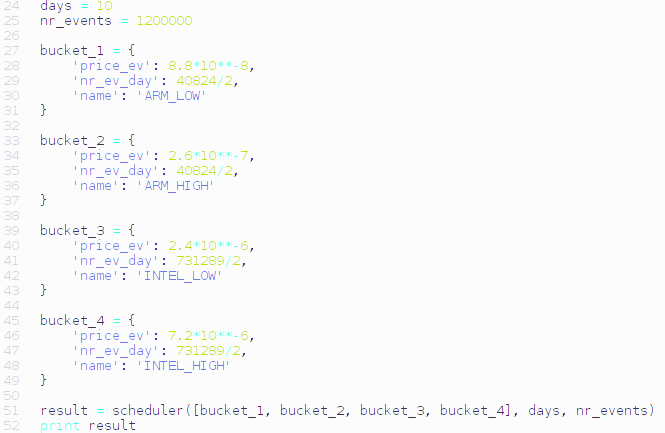 24 days = 10
25 nr_events = 1200000
26
27 bucket_1 = {
28     'price_ev': 8.8*10**-8,
29     'nr_ev_day': 40824/2,
30     'name': 'ARM_LOW'
31 }
32
33 bucket_2 = {
34     'price_ev': 2.6*10**-7,
35     'nr_ev_day': 40824/2,
36     'name': 'ARM_HIGH'
37 }
38
39 bucket_3 = {
40     'price_ev': 2.4*10**-6,
41     'nr_ev_day': 731289/2,
42     'name': 'INTEL_LOW'
43 }
44
45 bucket_4 = {
46     'price_ev': 7.2*10**-6,
47     'nr_ev_day': 731289/2,
48     'name': 'INTEL_HIGH'
49 }
50
51 result = scheduler([bucket_1, bucket_2, bucket_3, bucket_4], days, nr_events)
52 print result